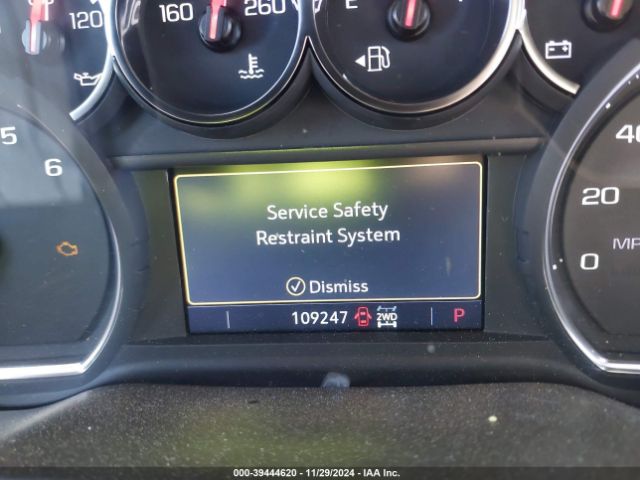 120
160
260
E
5
6
40
20
0
MP
Service Safety
Restraint System
Dismiss
109247
2WD
P
000-39444620 - 11/29/2024 - IAA Inc.